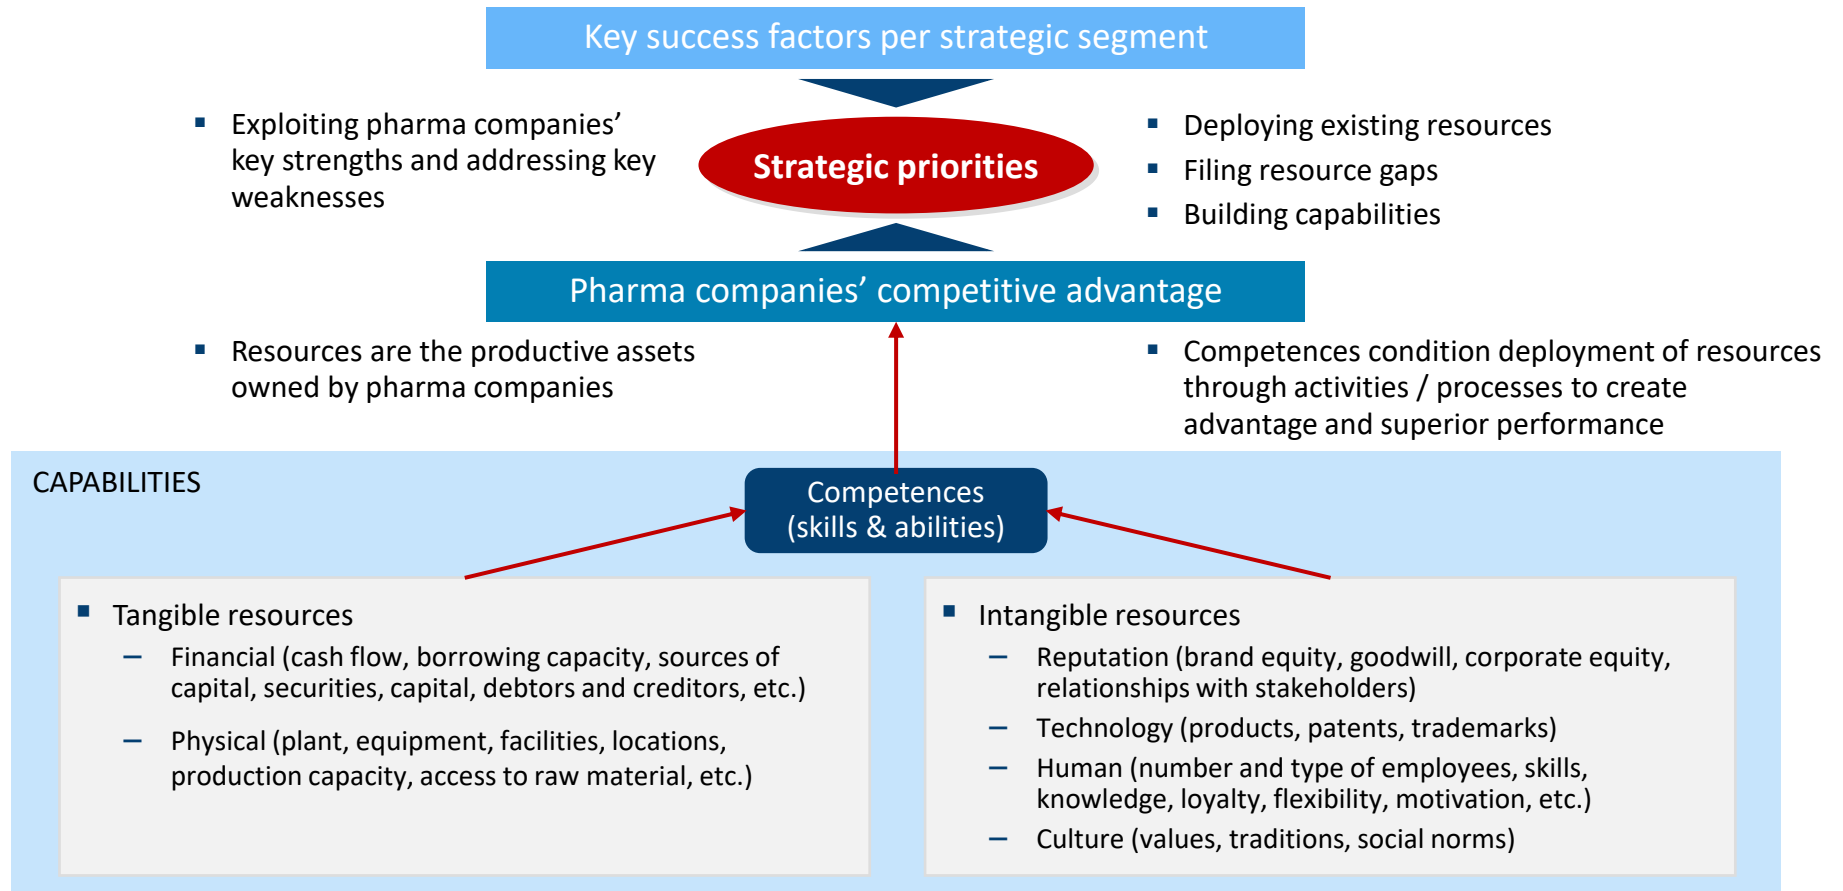 Key success factors per strategic segment
▪ Exploiting pharma companies’
key strengths and addressing key
weaknesses
Strategic priorities
▪ Deploying existing resources
▪ Filing resource gaps
▪ Building capabilities
Pharma companies’ competitive advantage
▪ Resources are the productive assets
owned by pharma companies
▪ Competences condition deployment of resources
through activities / processes to create
advantage and superior performance
CAPABILITIES
Competences
(skills & abilities)
▪ Tangible resources
– Financial (cash flow, borrowing capacity, sources of
capital, securities, capital, debtors and creditors, etc.)
– Physical (plant, equipment, facilities, locations,
production capacity, access to raw material, etc.)
▪ Intangible resources
– Reputation (brand equity, goodwill, corporate equity,
relationships with stakeholders)
– Technology (products, patents, trademarks)
– Human (number and type of employees, skills,
knowledge, loyalty, flexibility, motivation, etc.)
– Culture (values, traditions, social norms)